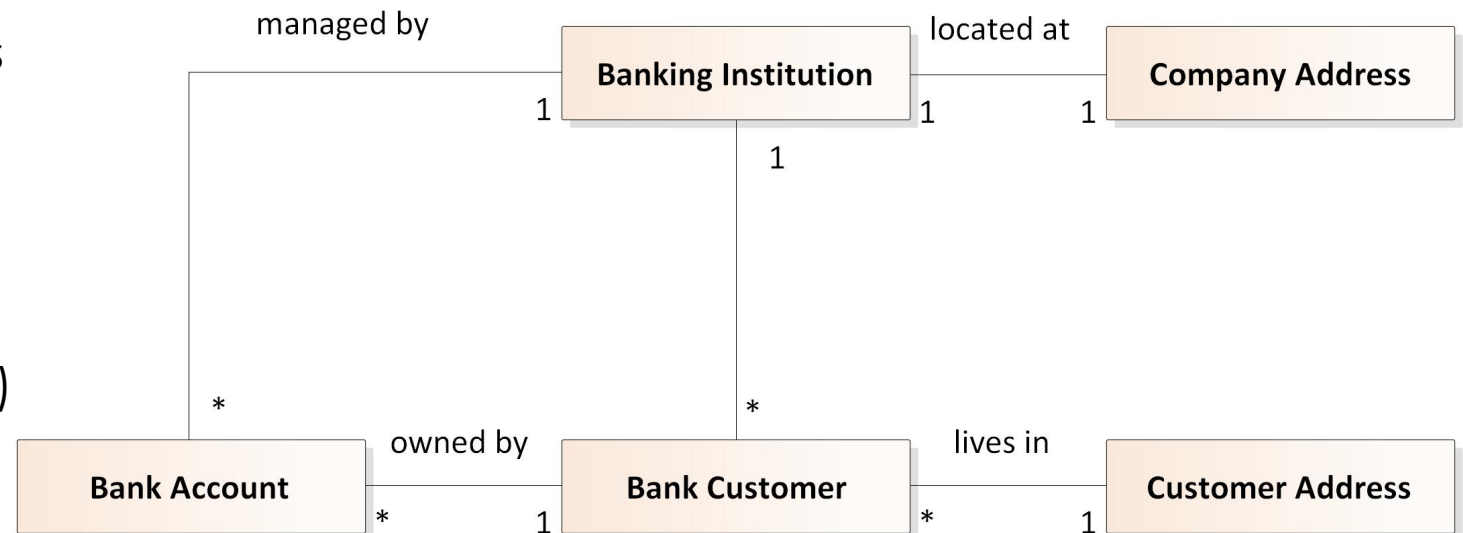 managed by
located at
s
Banking Institution
Company Address
1
1
1
1
)
*
*
owned by
lives in
Bank Account
Bank Customer
Customer Address
*
1
*
1